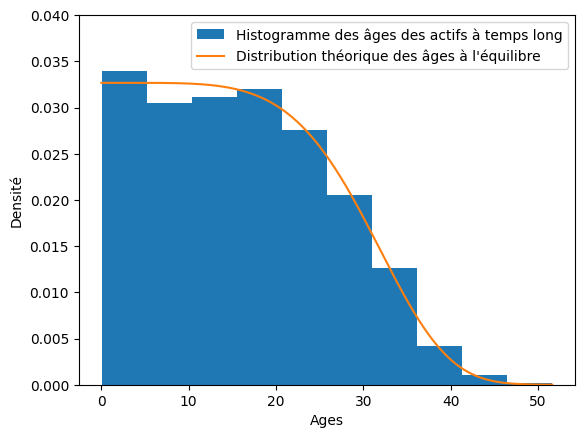 Histogramme des âges des actifs à temps long
Distribution théorique des âges à l'équilibre
0.040
0.035
0.030
0.025
0.020
0.015
0.010
0.005
0.000
Densité
0 10 20 30 40 50
Ages